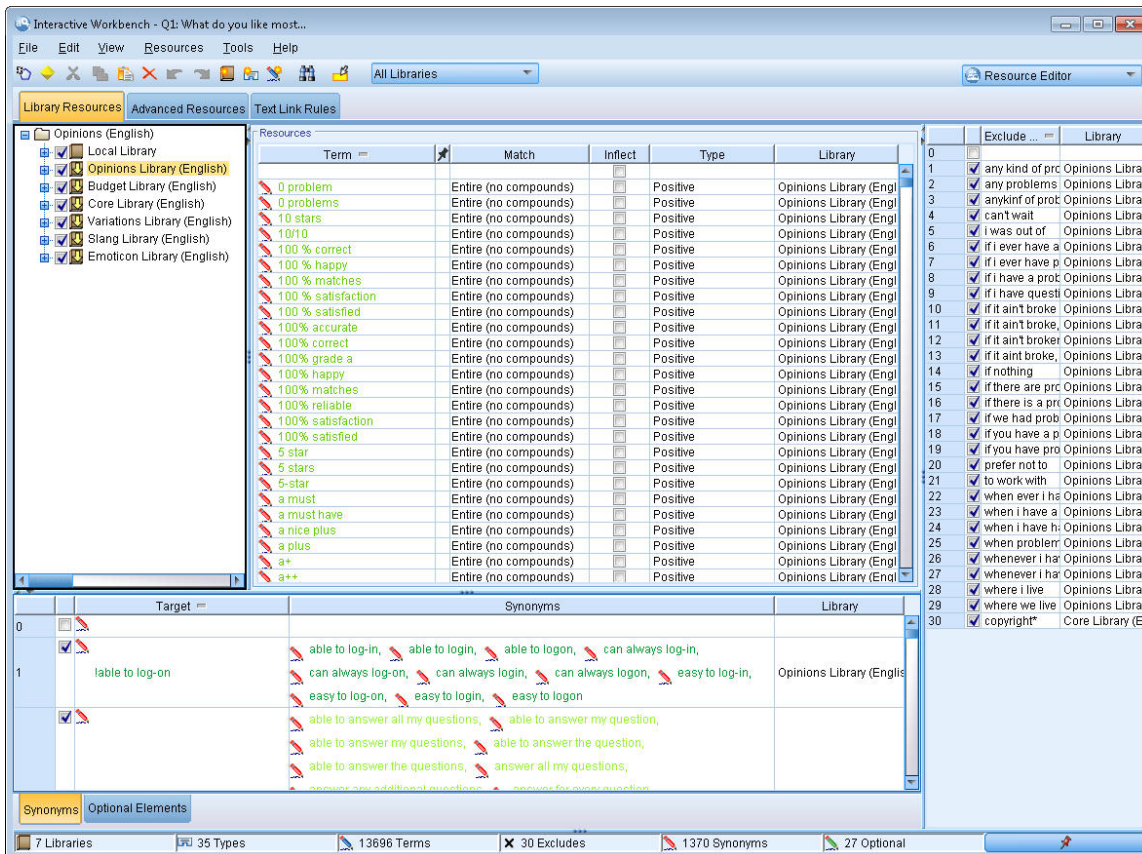 Interactive Workbench - Q1: What do you like most...
File Edit View Resources Tools Help
All Libraries
Resource Editor
Library Resources Advanced Resources Text Link Rules
Opinions (English)
Local Library
Opinions Library (English)
Budget Library (English)
Core Library (English)
Variations Library (English)
Slang Library (English)
Emoticon Library (English)
Resources
Term Match Inflect Type Library
0 problem Entire (no compounds) Positive Opinions Library (Engl
0 problems Entire (no compounds) Positive Opinions Library (Engl
10 stars Entire (no compounds) Positive Opinions Library (Engl
10/10 Entire (no compounds) Positive Opinions Library (Engl
100 % correct Entire (no compounds) Positive Opinions Library (Engl
100 % happy Entire (no compounds) Positive Opinions Library (Engl
100 % matches Entire (no compounds) Positive Opinions Library (Engl
100 % satisfaction Entire (no compounds) Positive Opinions Library (Engl
100 % satisfied Entire (no compounds) Positive Opinions Library (Engl
100% accurate Entire (no compounds) Positive Opinions Library (Engl
100% correct Entire (no compounds) Positive Opinions Library (Engl
100% grade a Entire (no compounds) Positive Opinions Library (Engl
100% happy Entire (no compounds) Positive Opinions Library (Engl
100% matches Entire (no compounds) Positive Opinions Library (Engl
100% reliable Entire (no compounds) Positive Opinions Library (Engl
100% satisfaction Entire (no compounds) Positive Opinions Library (Engl
100% satisfied Entire (no compounds) Positive Opinions Library (Engl
5 star Entire (no compounds) Positive Opinions Library (Engl
5 stars Entire (no compounds) Positive Opinions Library (Engl
5-star Entire (no compounds) Positive Opinions Library (Engl
a must Entire (no compounds) Positive Opinions Library (Engl
a must have Entire (no compounds) Positive Opinions Library (Engl
a nice plus Entire (no compounds) Positive Opinions Library (Engl
a plus Entire (no compounds) Positive Opinions Library (Engl
a+ Entire (no compounds) Positive Opinions Library (Engl
a++ Entire (no compounds) Positive Opinions Library (Engl
Exclude ... Library
0
1 any kind of prc Opinions Libra
2 any problems Opinions Libra
3 anykinf of prot Opinions Libra
4 can't wait Opinions Libra
5 i was out of Opinions Libra
6 if i ever have a Opinions Libra
7 if i ever have p Opinions Libra
8 if i have a prot Opinions Libra
9 if i have questi Opinions Libra
10 if it ain't broke Opinions Libra
11 if it ain't broke, Opinions Libra
12 if it ain't broker Opinions Libra
13 if it aint broke, Opinions Libra
14 if nothing Opinions Libra
15 if there are prc Opinions Libra
16 if there is a prc Opinions Libra
17 if we had prob Opinions Libra
18 if you have a p Opinions Libra
19 if you have pro Opinions Libra
20 prefer not to Opinions Libra
21 to work with Opinions Libra
22 when ever i ha Opinions Libra
23 when i have a Opinions Libra
24 when i have h Opinions Libra
25 when problem Opinions Libra
26 whenever i hav Opinions Libra
27 whenever i hav Opinions Libra
28 where i live Opinions Libra
29 where we live Opinions Libra
30 copyright* Core Library (E
Target Synonyms Library
0
able to log-in, able to login, able to logon, can always log-in,
1 !able to log-on can always log-on, can always login, can always logon, easy to log-in, Opinions Library (Englis
easy to log-on, easy to login, easy to logon
able to answer all my questions, able to answer my question,
able to answer my questions, able to answer the question,
able to answer the questions, answer all my questions,
answer any additional questions, answer for every question
Synonyms Optional Elements
7 Libraries 35 Types 13696 Terms 30 Excludes 1370 Synonyms 27 Optional